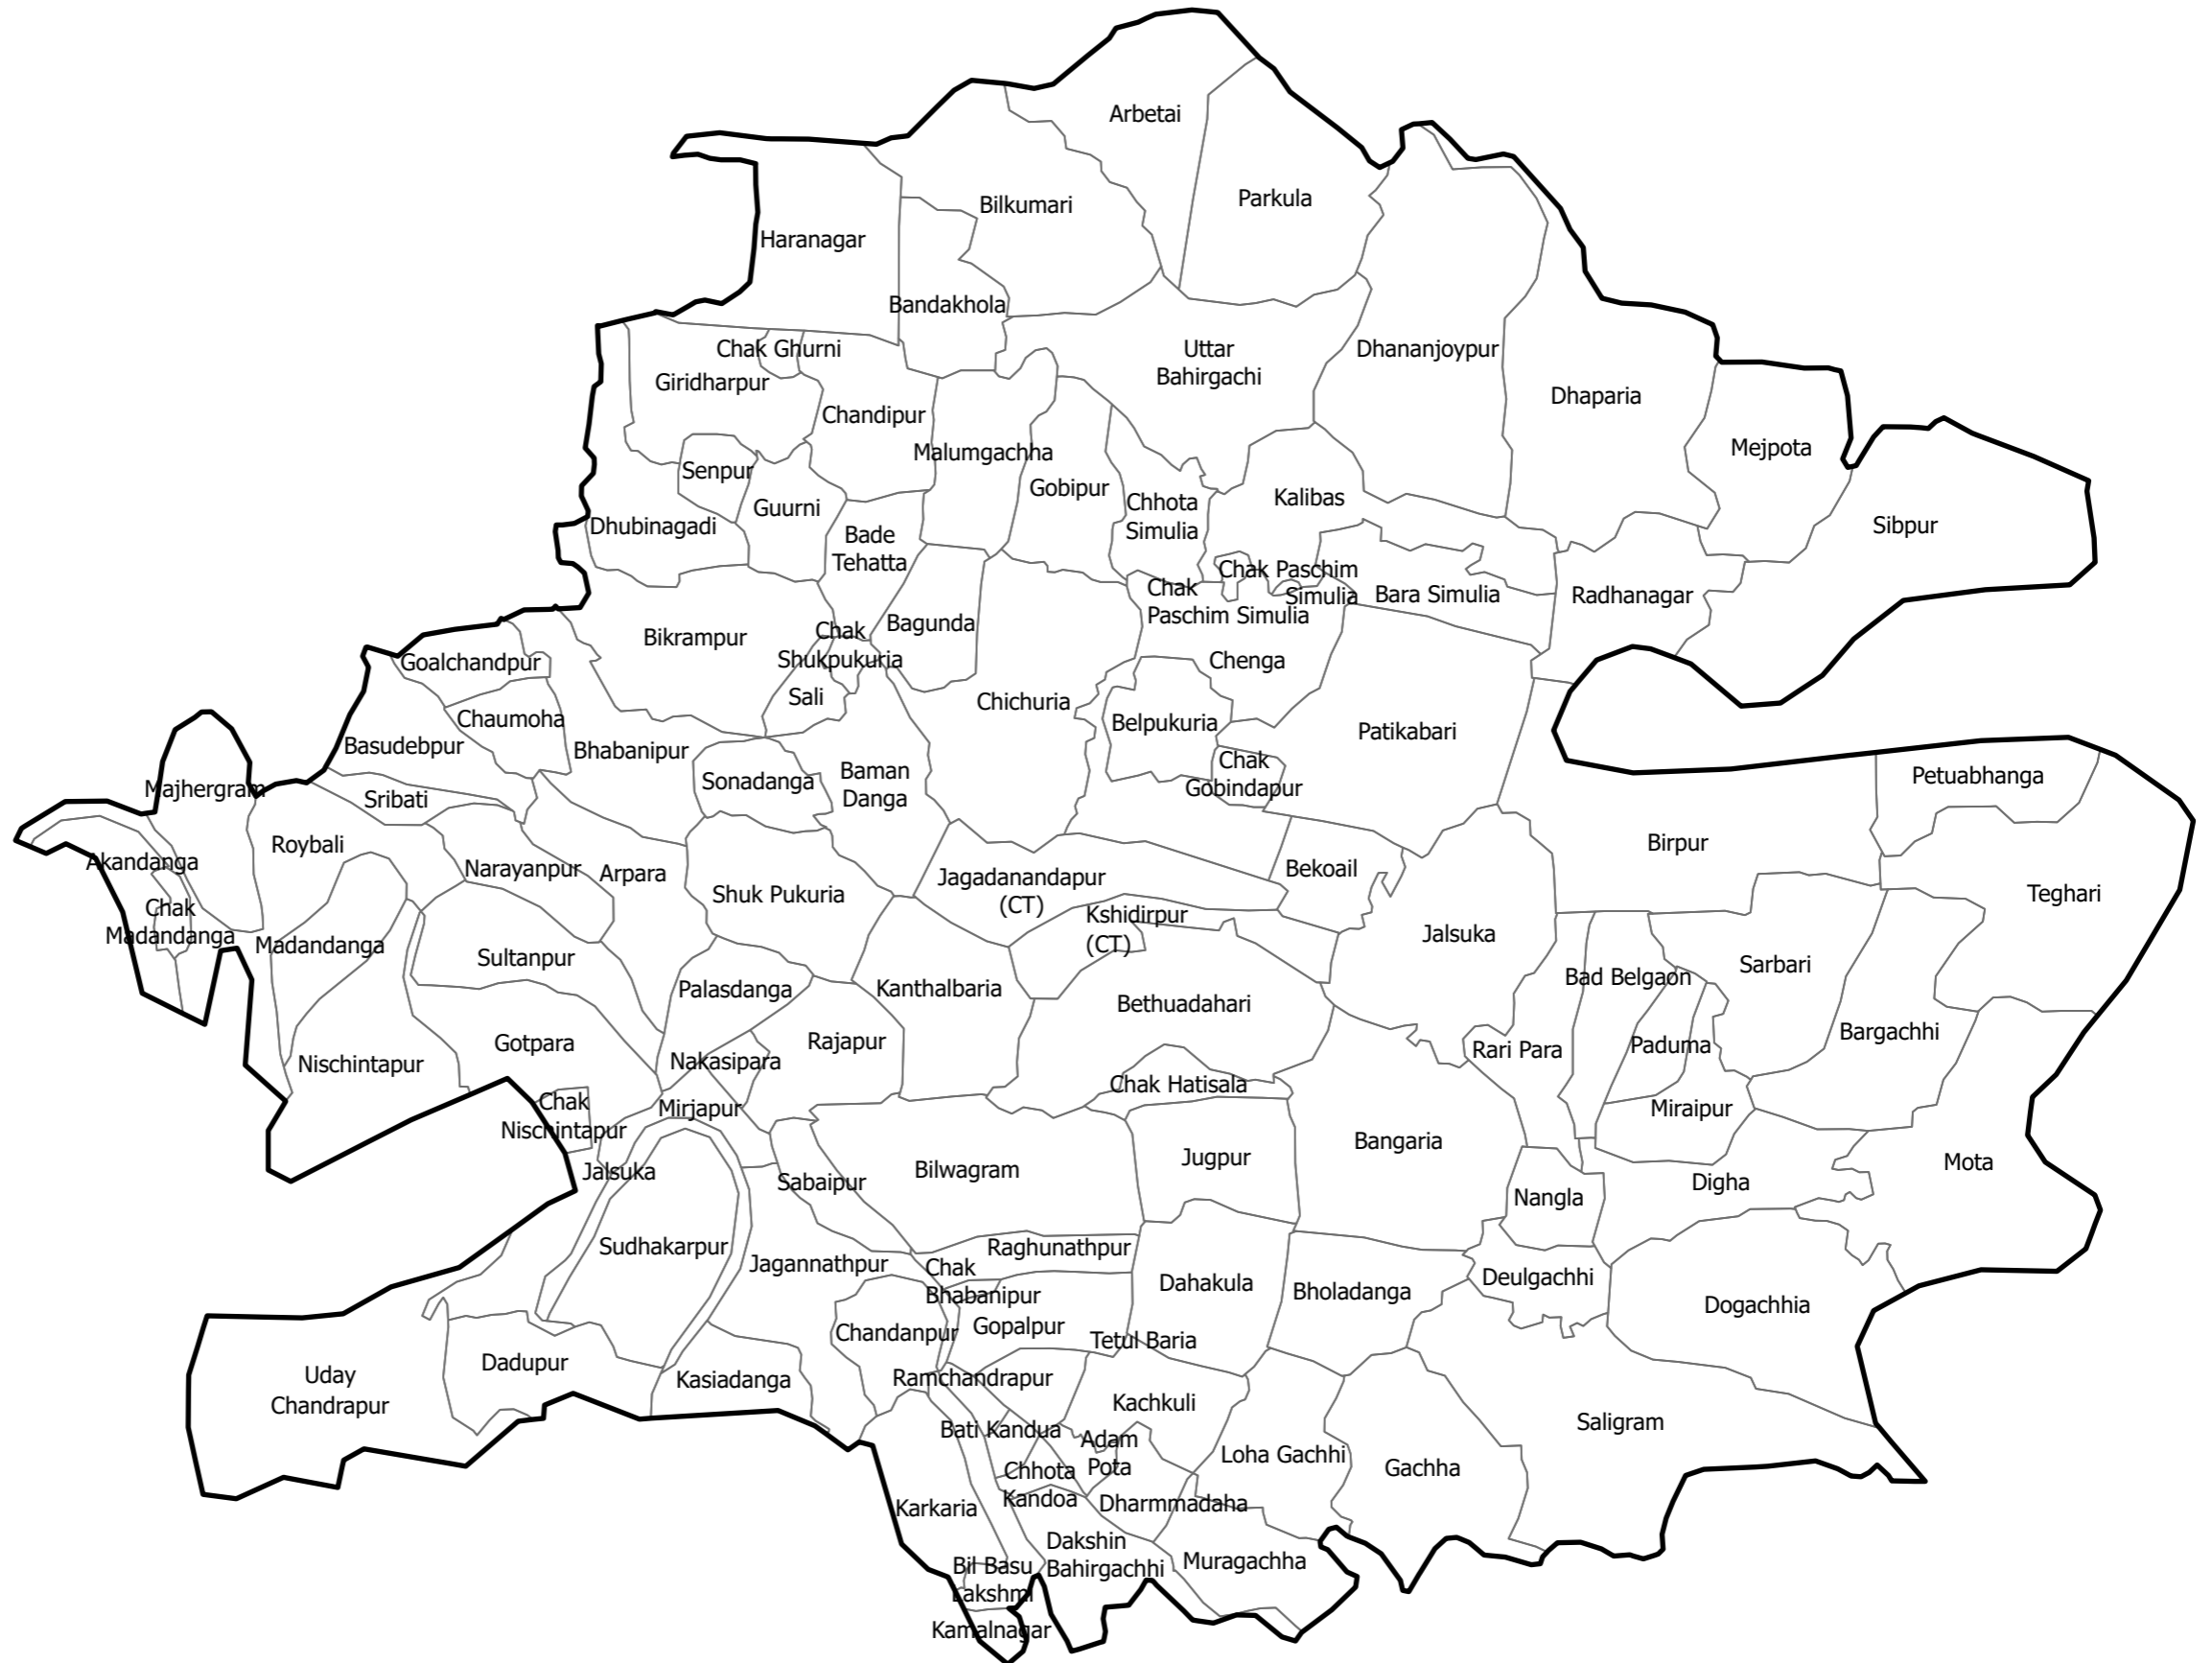 Arbetai
Parkula
Bilkumari
Haranagar
Bandakhola
Uttar
Bahirgachi
Dhananjoypur
Chak Ghurni
Giridharpur
Dhaparia
Chandipur
Mejpota
Malumgachha
Senpur
Gobipur
Kalibas
Chhota
Simulia
Guurni
Sibpur
Dhubinagadi
Bade
Tehatta
Chak Paschim
Simulia
Chak
Paschim Simulia
Bara Simulia
Radhanagar
Bagunda
Bikrampur
Chak
Shukpukuria
Goalchandpur
Chenga
Sali
Chichuria
Chaumoha
Belpukuria
Patikabari
Basudebpur
Bhabanipur
Chak
Gobindapur
Petuabhanga
Sonadanga
Baman
Danga
Majhergram
Sribati
Roybali
Birpur
Akandanga
Narayanpur
Arpara
Bekoail
Jagadanandapur
(CT)
Shuk Pukuria
Teghari
Chak
Madandanga
Kshidirpur
(CT)
Jalsuka
Madandanga
Sultanpur
Sarbari
Bad Belgaon
Palasdanga
Kanthalbaria
Bethuadahari
Bargachhi
Rajapur
Gotpara
Paduma
Rari Para
Nischintapur
Nakasipara
Chak Hatisala
Chak
Nischintapur
Mirjapur
Miraipur
Bangaria
Jugpur
Mota
Jalsuka
Bilwagram
Sabaipur
Digha
Nangla
Sudhakarpur
Raghunathpur
Jagannathpur
Chak
Bhabanipur
Deulgachhi
Dahakula
Bholadanga
Dogachhia
Gopalpur
Chandanpur
Tetul Baria
Dadupur
Uday
Chandrapur
Kasiadanga
Ramchandrapur
Kachkuli
Saligram
Bati Kandua
Adam
Pota
Loha Gachhi
Gachha
Chhota
Kandoa
Karkaria
Dharmmadaha
Dakshin
Bahirgachhi
Muragachha
Bil Basu
Lakshmi
Kamalnagar